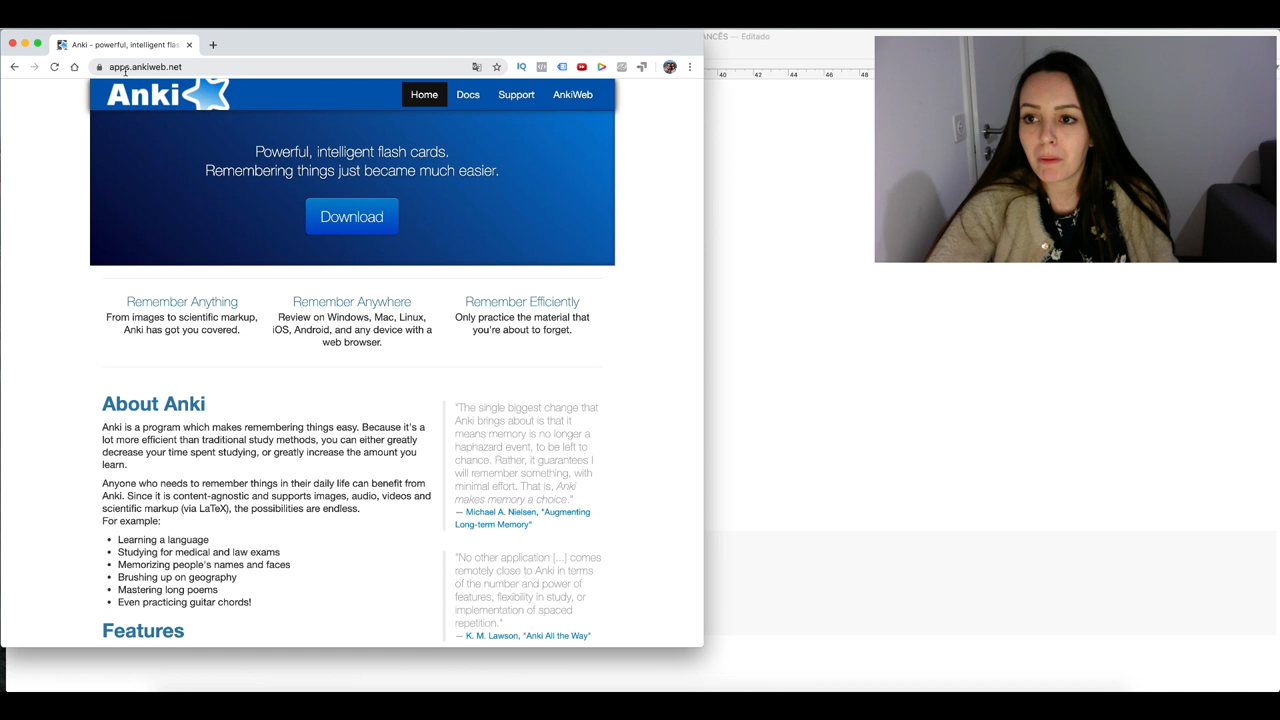 ANCÊS — Editado
Anki - powerful, intelligent flas
apps.ankiweb.net
40 42 44 46 48
Anki
Home Docs Support AnkiWeb
Powerful, intelligent flash cards.
Remembering things just became much easier.
Download
Remember Anything
From images to scientific markup,
Anki has got you covered.
Remember Anywhere
Review on Windows, Mac, Linux,
iOS, Android, and any device with a
web browser.
Remember Efficiently
Only practice the material that
you're about to forget.
About Anki
Anki is a program which makes remembering things easy. Because it's a
lot more efficient than traditional study methods, you can either greatly
decrease your time spent studying, or greatly increase the amount you
learn.
Anyone who needs to remember things in their daily life can benefit from
Anki. Since it is content-agnostic and supports images, audio, videos and
scientific markup (via LaTeX), the possibilities are endless.
For example:
• Learning a language
• Studying for medical and law exams
• Memorizing people's names and faces
• Brushing up on geography
• Mastering long poems
• Even practicing guitar chords!
Features
"The single biggest change that
Anki brings about is that it
means memory is no longer a
haphazard event, to be left to
chance. Rather, it guarantees I
will remember something, with
minimal effort. That is, Anki
makes memory a choice."
— Michael A. Nielsen, "Augmenting
Long-term Memory"
"No other application [...] comes
remotely close to Anki in terms
of the number and power of
features, flexibility in study, or
implementation of spaced
repetition."
— K. M. Lawson, "Anki All the Way"